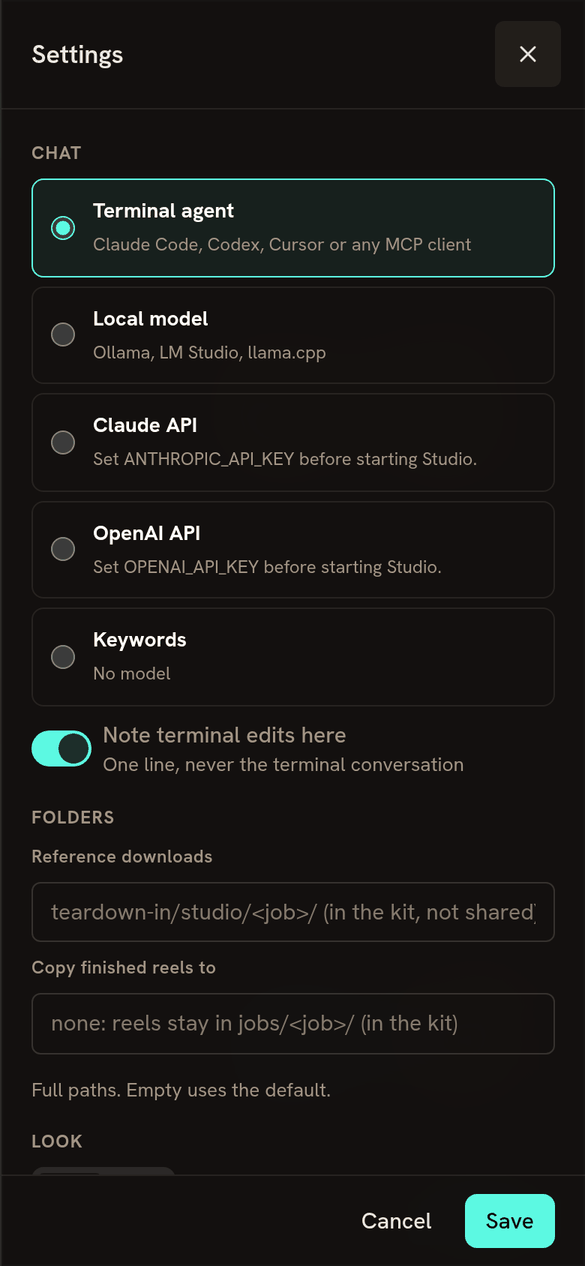 Settings
CHAT
Terminal agent
Claude Code, Codex, Cursor or any MCP client
Local model
Ollama, LM Studio, llama.cpp
Claude API
Set ANTHROPIC_API_KEY before starting Studio.
OpenAI API
Set OPENAI_API_KEY before starting Studio.
Keywords
No model
Note terminal edits here
One line, never the terminal conversation
FOLDERS
Reference downloads
teardown-in/studio/<job>/ (in the kit, not shared)
Copy finished reels to
none: reels stay in jobs/<job>/ (in the kit)
Full paths. Empty uses the default.
LOOK
Cancel
Save